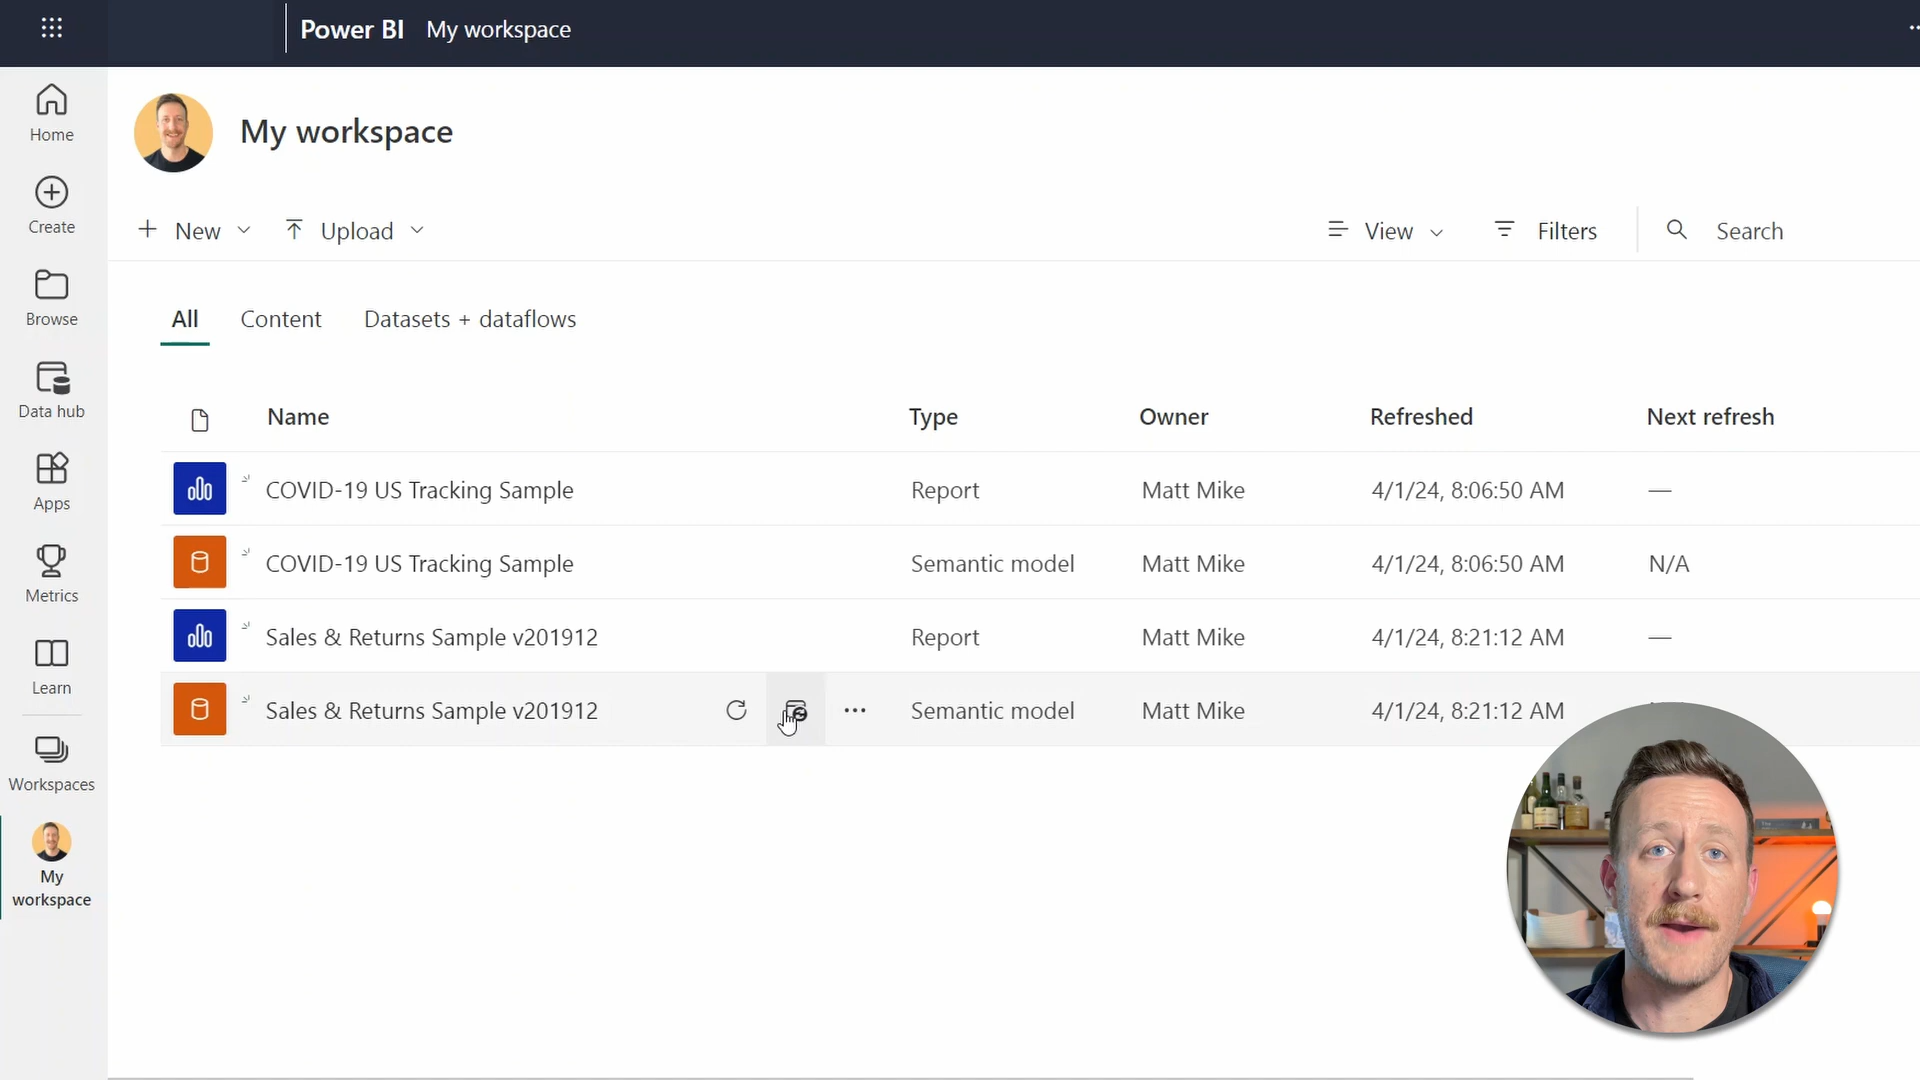 Power BI My workspace
Home
Create
Browse
Data hub
Apps
Metrics
Learn
Workspaces
My
workspace
My workspace
New Upload View Filters Search
All Content Datasets + dataflows
Name Type Owner Refreshed Next refresh
COVID-19 US Tracking Sample Report Matt Mike 4/1/24, 8:06:50 AM —
COVID-19 US Tracking Sample Semantic model Matt Mike 4/1/24, 8:06:50 AM N/A
Sales & Returns Sample v201912 Report Matt Mike 4/1/24, 8:21:12 AM —
Sales & Returns Sample v201912 Semantic model Matt Mike 4/1/24, 8:21:12 AM